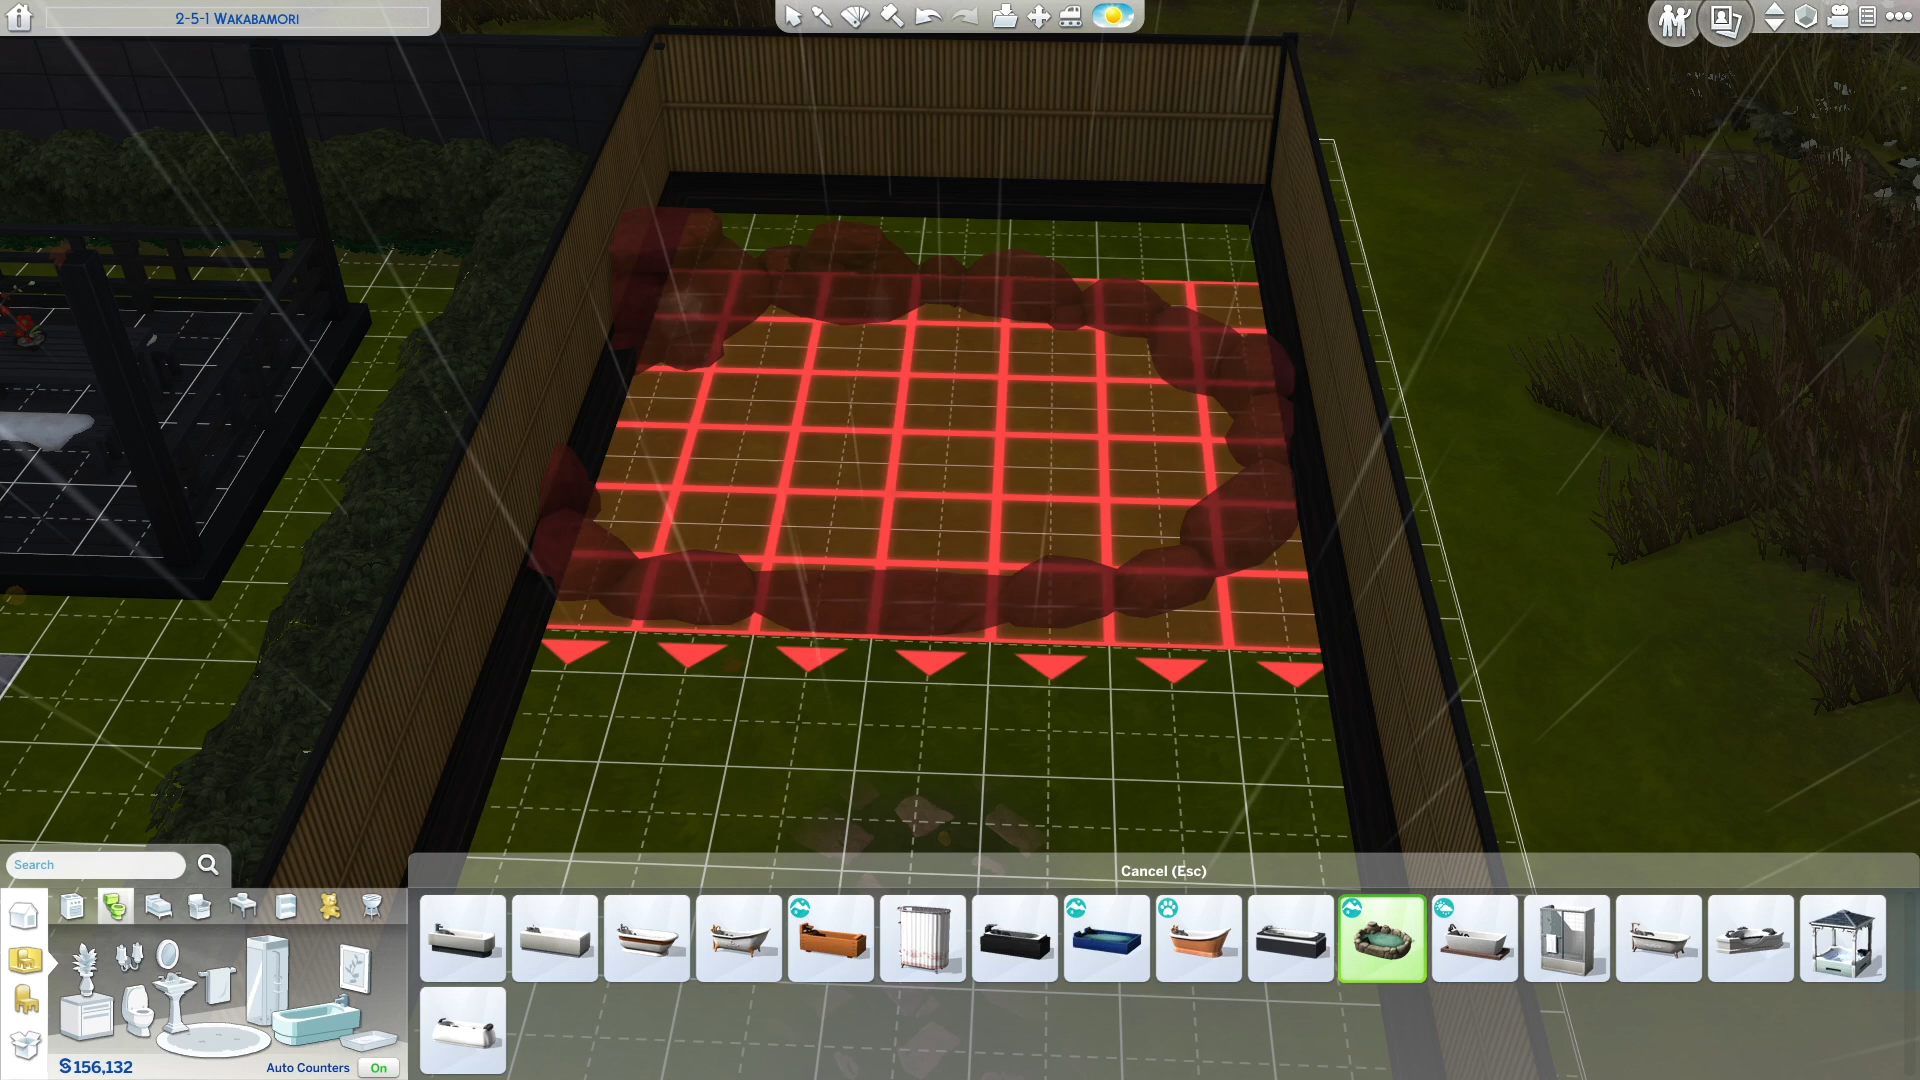 2-5-1 Wakabamori
Search
Cancel (Esc)
§156,132
Auto Counters On